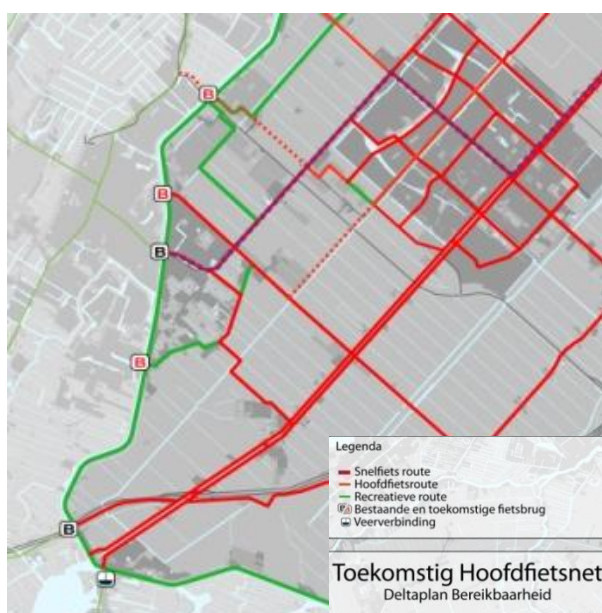 B
B
B
B
B
Legenda
Snelfiets route
Hoofdfietsroute
Recreatieve route
Bestaande en toekomstige fietsbrug
Veerverbinding
Toekomstig Hoofdfietsnet
Deltaplan Bereikbaarheid